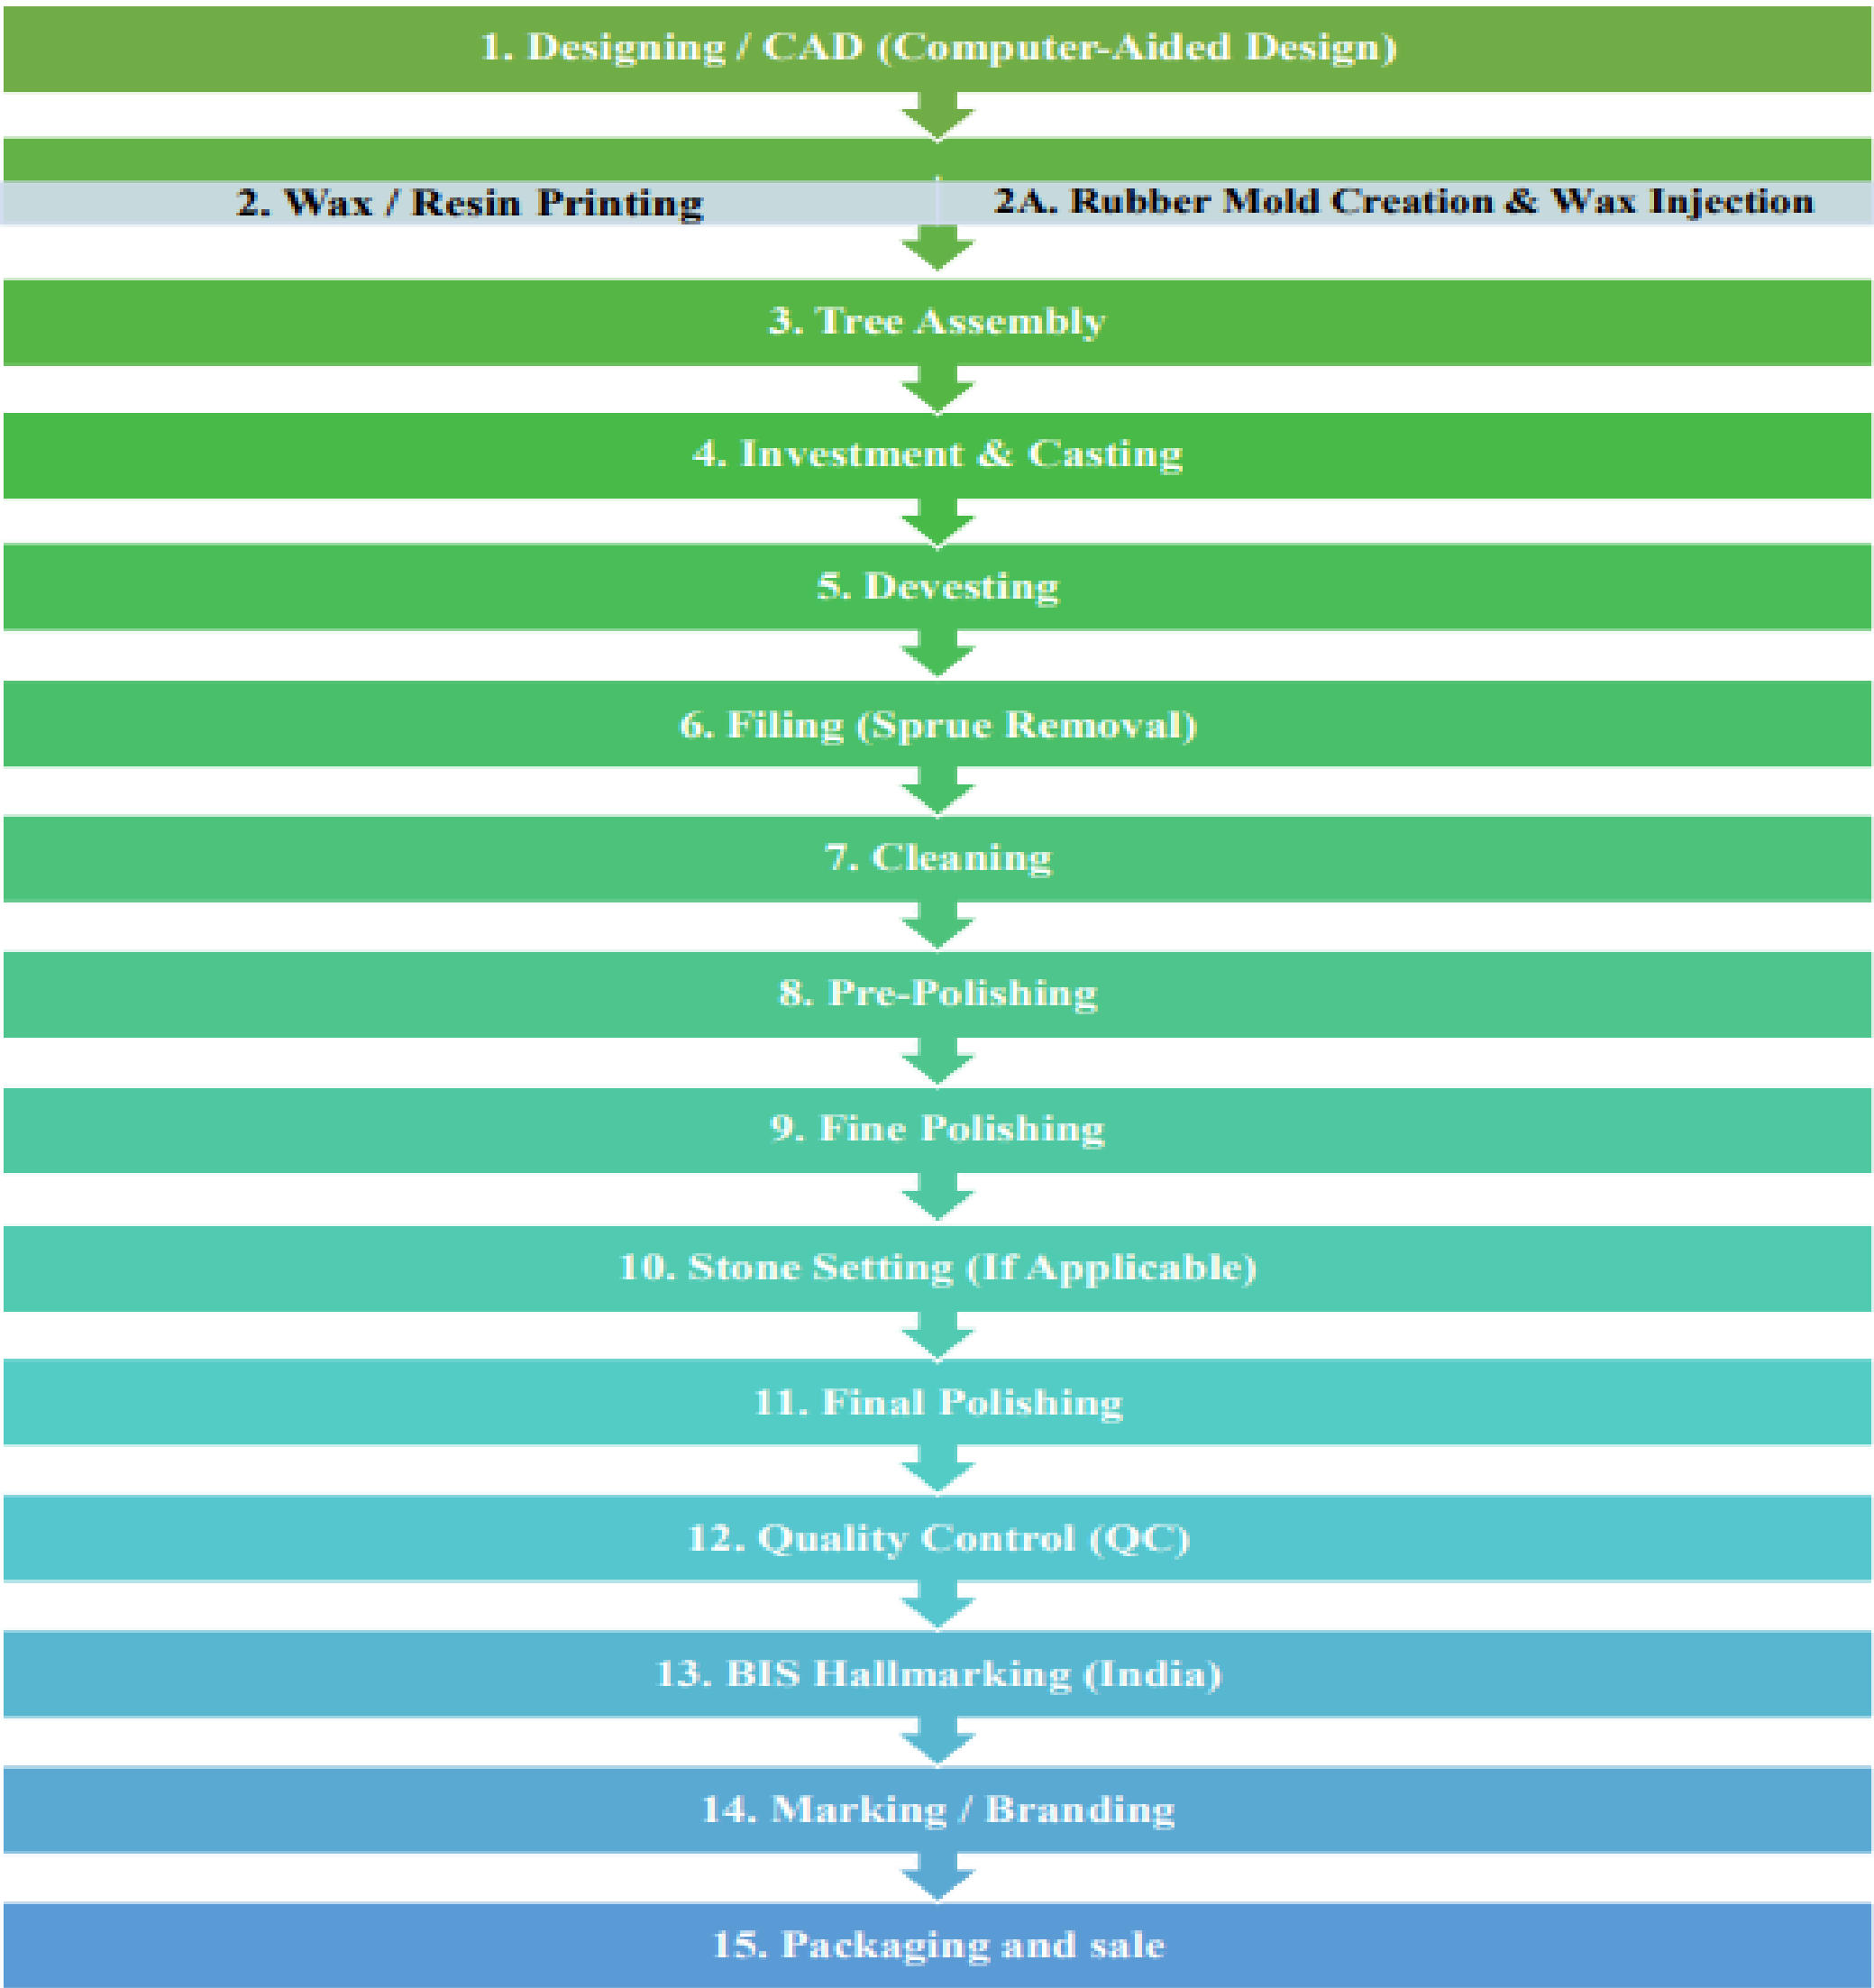 1. Designing / CAD (Computer-Aided Design)
2. Wax / Resin Printing
2A. Rubber Mold Creation & Wax Injection
3. Tree Assembly
4. Investment & Casting
5. Devesting
6. Filing (Sprue Removal)
7. Cleaning
8. Pre-Polishing
9. Fine Polishing
10. Stone Setting (If Applicable)
11. Final Polishing
12. Quality Control (QC)
13. BIS Hallmarking (India)
14. Marking / Branding
15. Packaging and sale